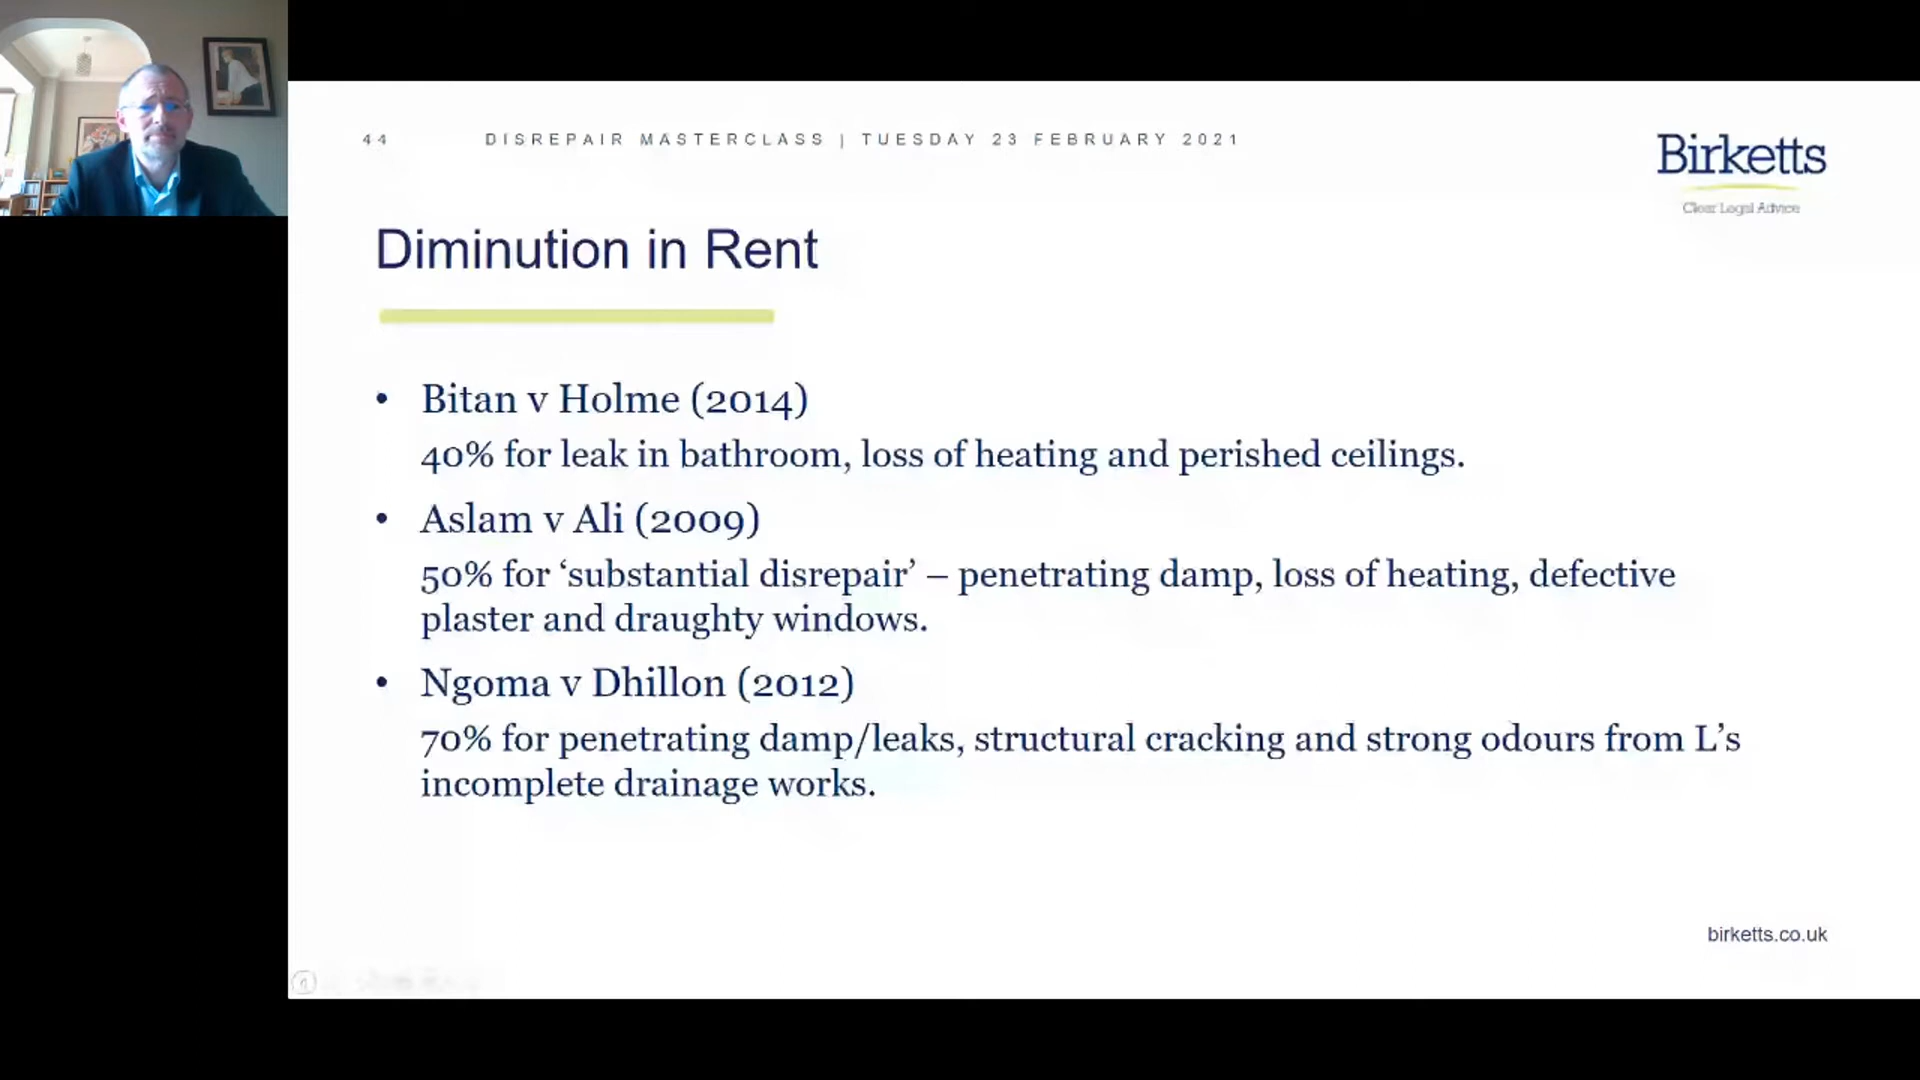 44 DISREPAIR MASTERCLASS | TUESDAY 23 FEBRUARY 2021
Birketts
Clear Legal Advice
Diminution in Rent
• Bitan v Holme (2014)
40% for leak in bathroom, loss of heating and perished ceilings.
• Aslam v Ali (2009)
50% for ‘substantial disrepair’ – penetrating damp, loss of heating, defective
plaster and draughty windows.
• Ngoma v Dhillon (2012)
70% for penetrating damp/leaks, structural cracking and strong odours from L’s
incomplete drainage works.
birketts.co.uk